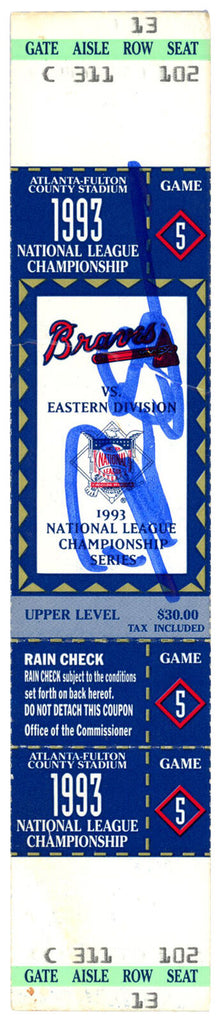 13
GATE AISLE ROW SEAT
C 311 102
ATLANTA-FULTON
COUNTY STADIUM
1993
NATIONAL LEAGUE
CHAMPIONSHIP
GAME
5
Braves
VS.
EASTERN DIVISION
NATIONAL
LEAGUE
1993
NATIONAL LEAGUE
CHAMPIONSHIP
SERIES
UPPER LEVEL $30.00
TAX INCLUDED
RAIN CHECK
RAIN CHECK subject to the conditions
set forth on back hereof.
DO NOT DETACH THIS COUPON
Office of the Commissioner
GAME
5
ATLANTA-FULTON
COUNTY STADIUM
1993
NATIONAL LEAGUE
CHAMPIONSHIP
GAME
5
C 311 102
GATE AISLE ROW SEAT
13